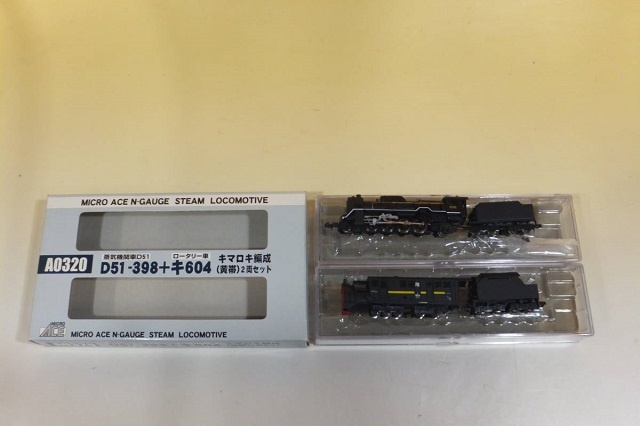 MICRO ACE N-GAUGE STEAM LOCOMOTIVE
A0320
蒸気機関車D51
ロータリー車
D51-398+キ604
キマロキ編成
(黄帯)2両セット
MICRO
ACE
MICRO ACE N-GAUGE STEAM LOCOMOTIVE